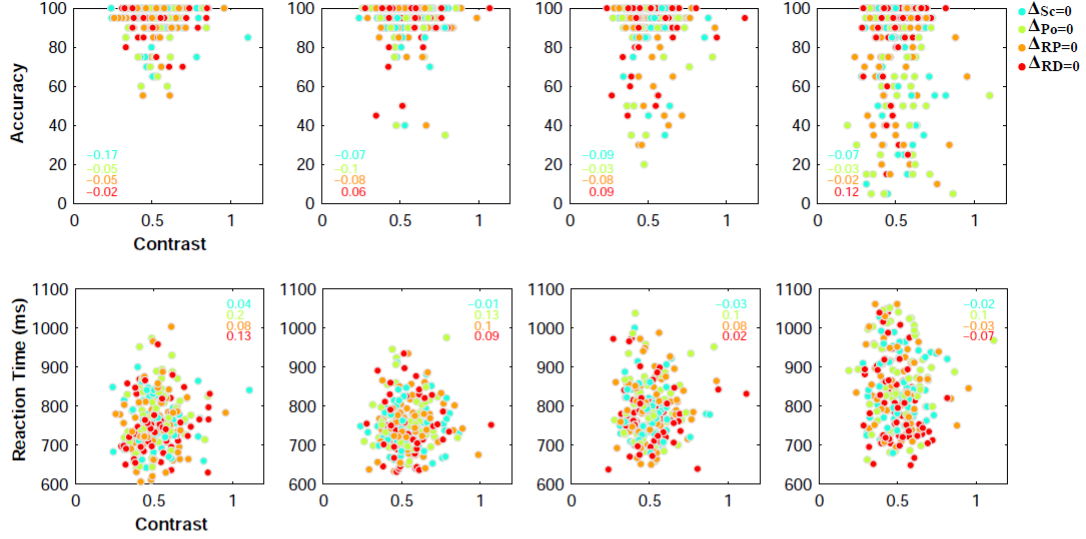 100 100 100 100 ΔSc=0
80 80 80 80 ΔPo=0
60 60 60 60 ΔRP=0
40 40 40 40 ΔRD=0
20 20 20 20
0 0 0 0
Accuracy
−0.17 −0.07 −0.09 −0.07
−0.05 −0.1 −0.03 −0.03
−0.05 −0.08 −0.08 −0.02
−0.02 0.06 0.09 0.12
0 0.5 1 0 0.5 1 0 0.5 1 0 0.5 1
Contrast
1100 1100 1100 1100
1000 1000 1000 1000
900 900 900 900
800 800 800 800
700 700 700 700
600 600 600 600
Reaction Time (ms)
0.04 −0.01 −0.03 −0.02
0.2 0.13 0.1 0.1
0.08 0.1 0.08 −0.03
0.13 0.09 0.02 −0.07
0 0.5 1 0 0.5 1 0 0.5 1 0 0.5 1
Contrast